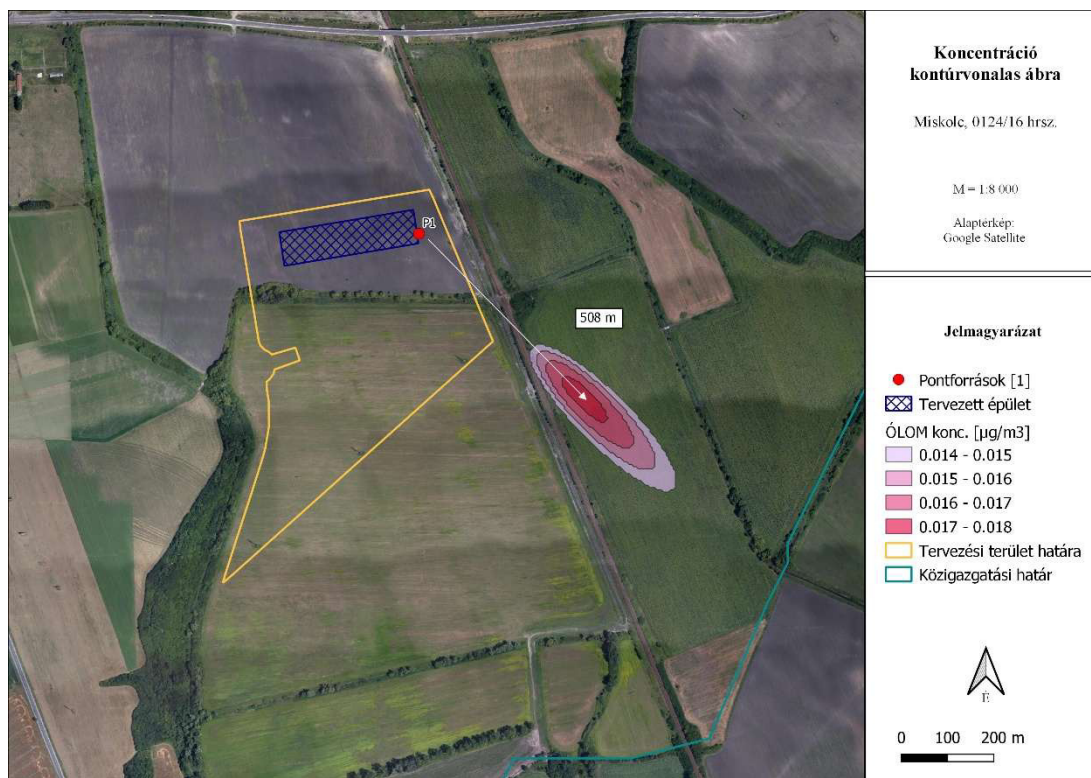 Koncentráció
kontúrvonalas ábra
Miskolc, 0124/16 hrsz.
M = 1:8 000
Alaptérkép:
Google Satellite
P1
508 m
Jelmagyarázat
Pontforrások [1]
Tervezett épület
ÓLOM konc. [µg/m3]
0.014 - 0.015
0.015 - 0.016
0.016 - 0.017
0.017 - 0.018
Tervezési terület határa
Közigazgatási határ
É
0 100 200 m